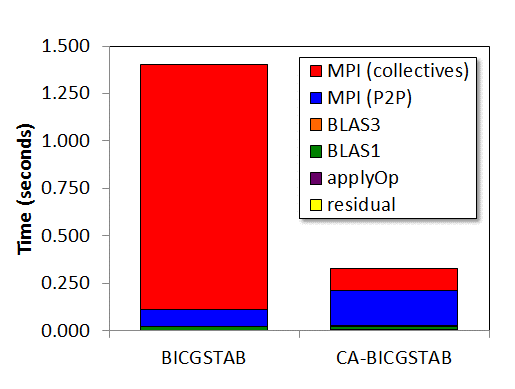 Time (seconds)
1.500
1.250
1.000
0.750
0.500
0.250
0.000
MPI (collectives)
MPI (P2P)
BLAS3
BLAS1
applyOp
residual
BICGSTAB
CA-BICGSTAB